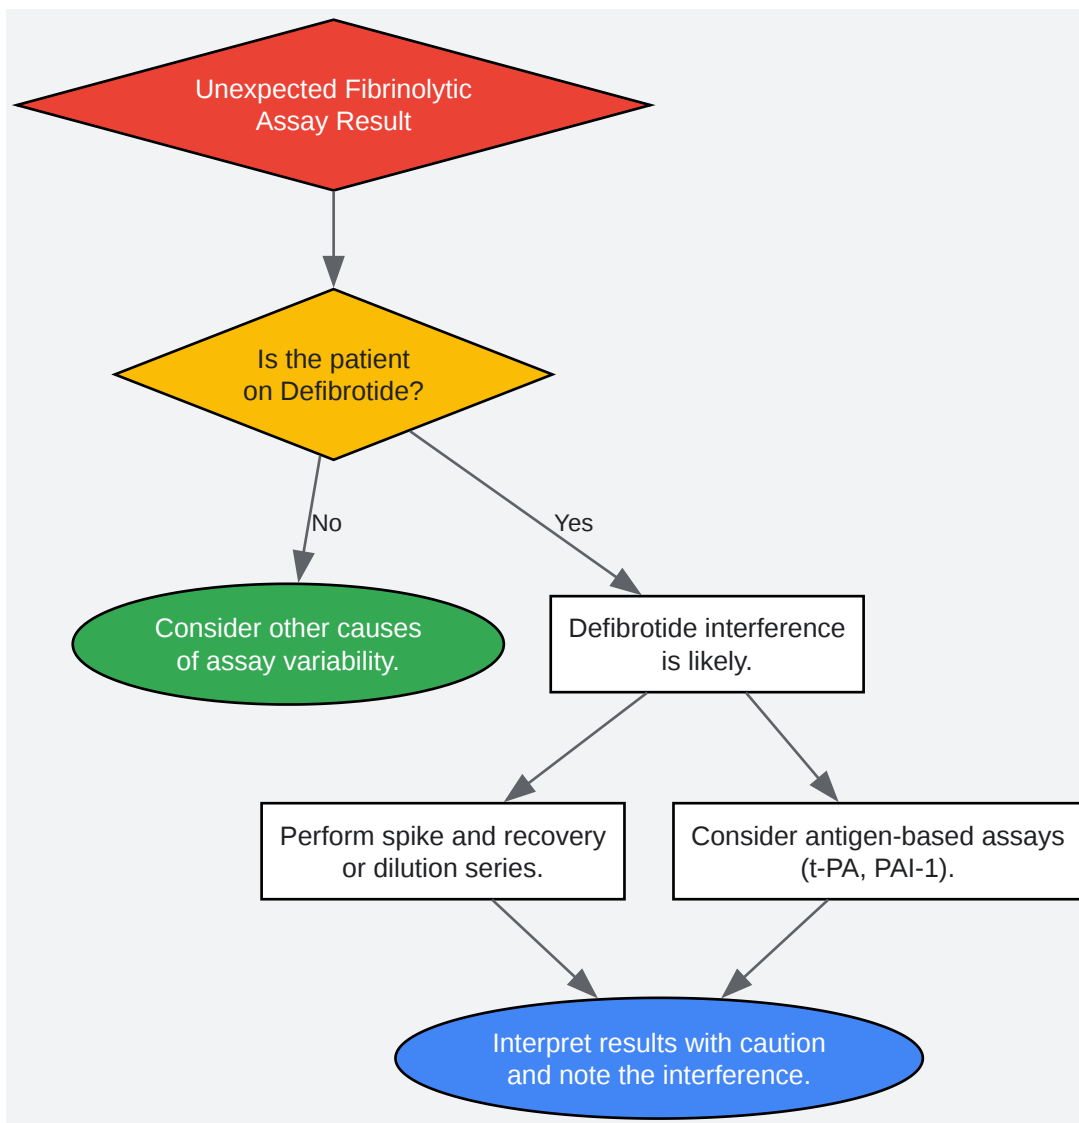 Unexpected Fibrinolytic
Assay Result
Is the patient
on Defibrotide?
No
Yes
Consider other causes
of assay variability.
Defibrotide interference
is likely.
Perform spike and recovery
or dilution series.
Consider antigen-based assays
(t-PA, PAI-1).
Interpret results with caution
and note the interference.